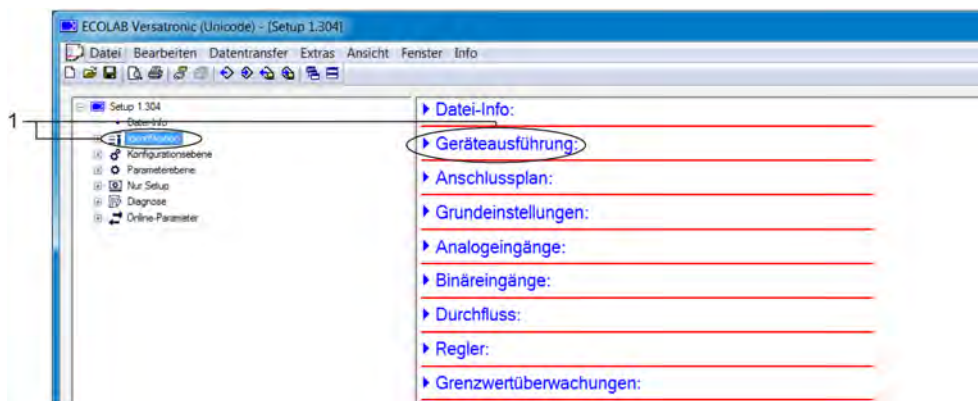 ECOLAB Versatronic (Unicode) - [Setup 1.304]
Datei Bearbeiten Datentransfer Extras Ansicht Fenster Info
1
Setup 1.304
Datei-Info
Identifikation
Konfigurationsebene
Parameterebene
Nur Setup
Diagnose
Online-Parameter
Datei-Info:
Geräteausführung:
Anschlussplan:
Grundeinstellungen:
Analogeingänge:
Binäreingänge:
Durchfluss:
Regler:
Grenzwertüberwachungen: